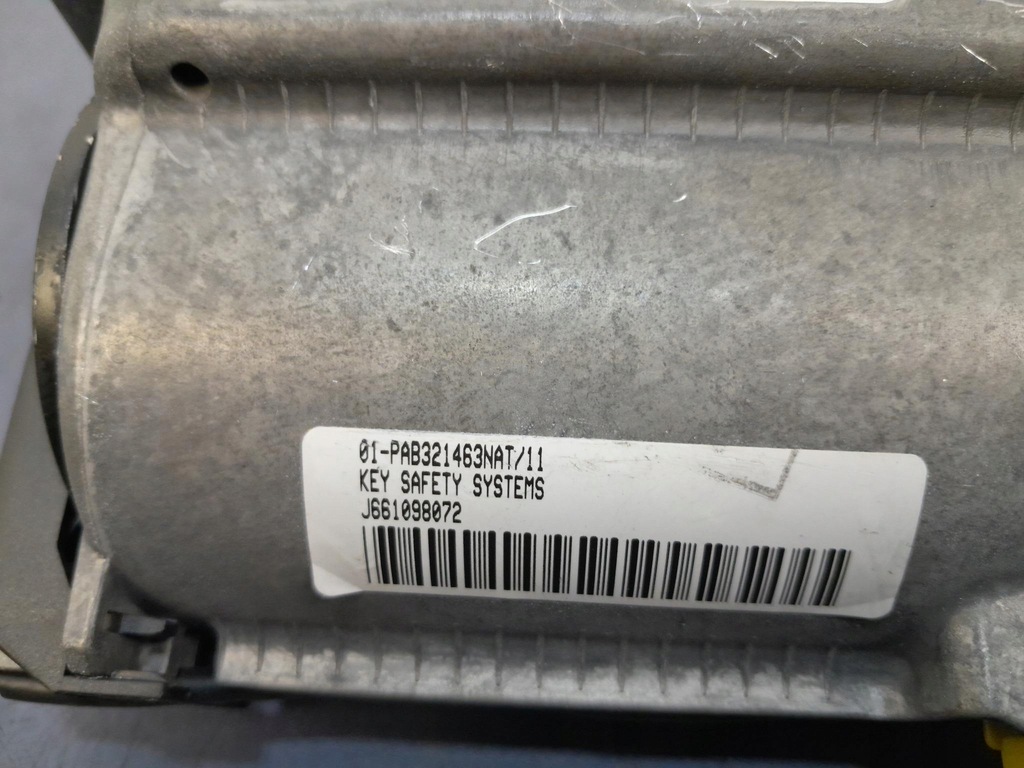 01-PAB321463NAT/11
KEY SAFETY SYSTEMS
J661098072